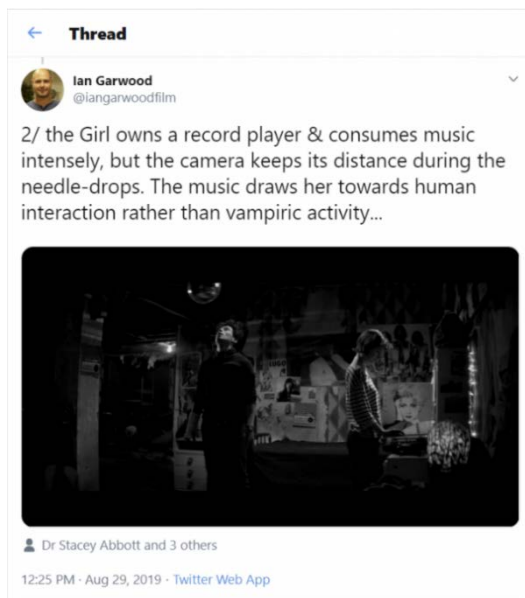 Thread
Ian Garwood
@iangarwoodfilm
2/ the Girl owns a record player & consumes music
intensely, but the camera keeps its distance during the
needle-drops. The music draws her towards human
interaction rather than vampiric activity...
Dr Stacey Abbott and 3 others
12:25 PM · Aug 29, 2019 · Twitter Web App